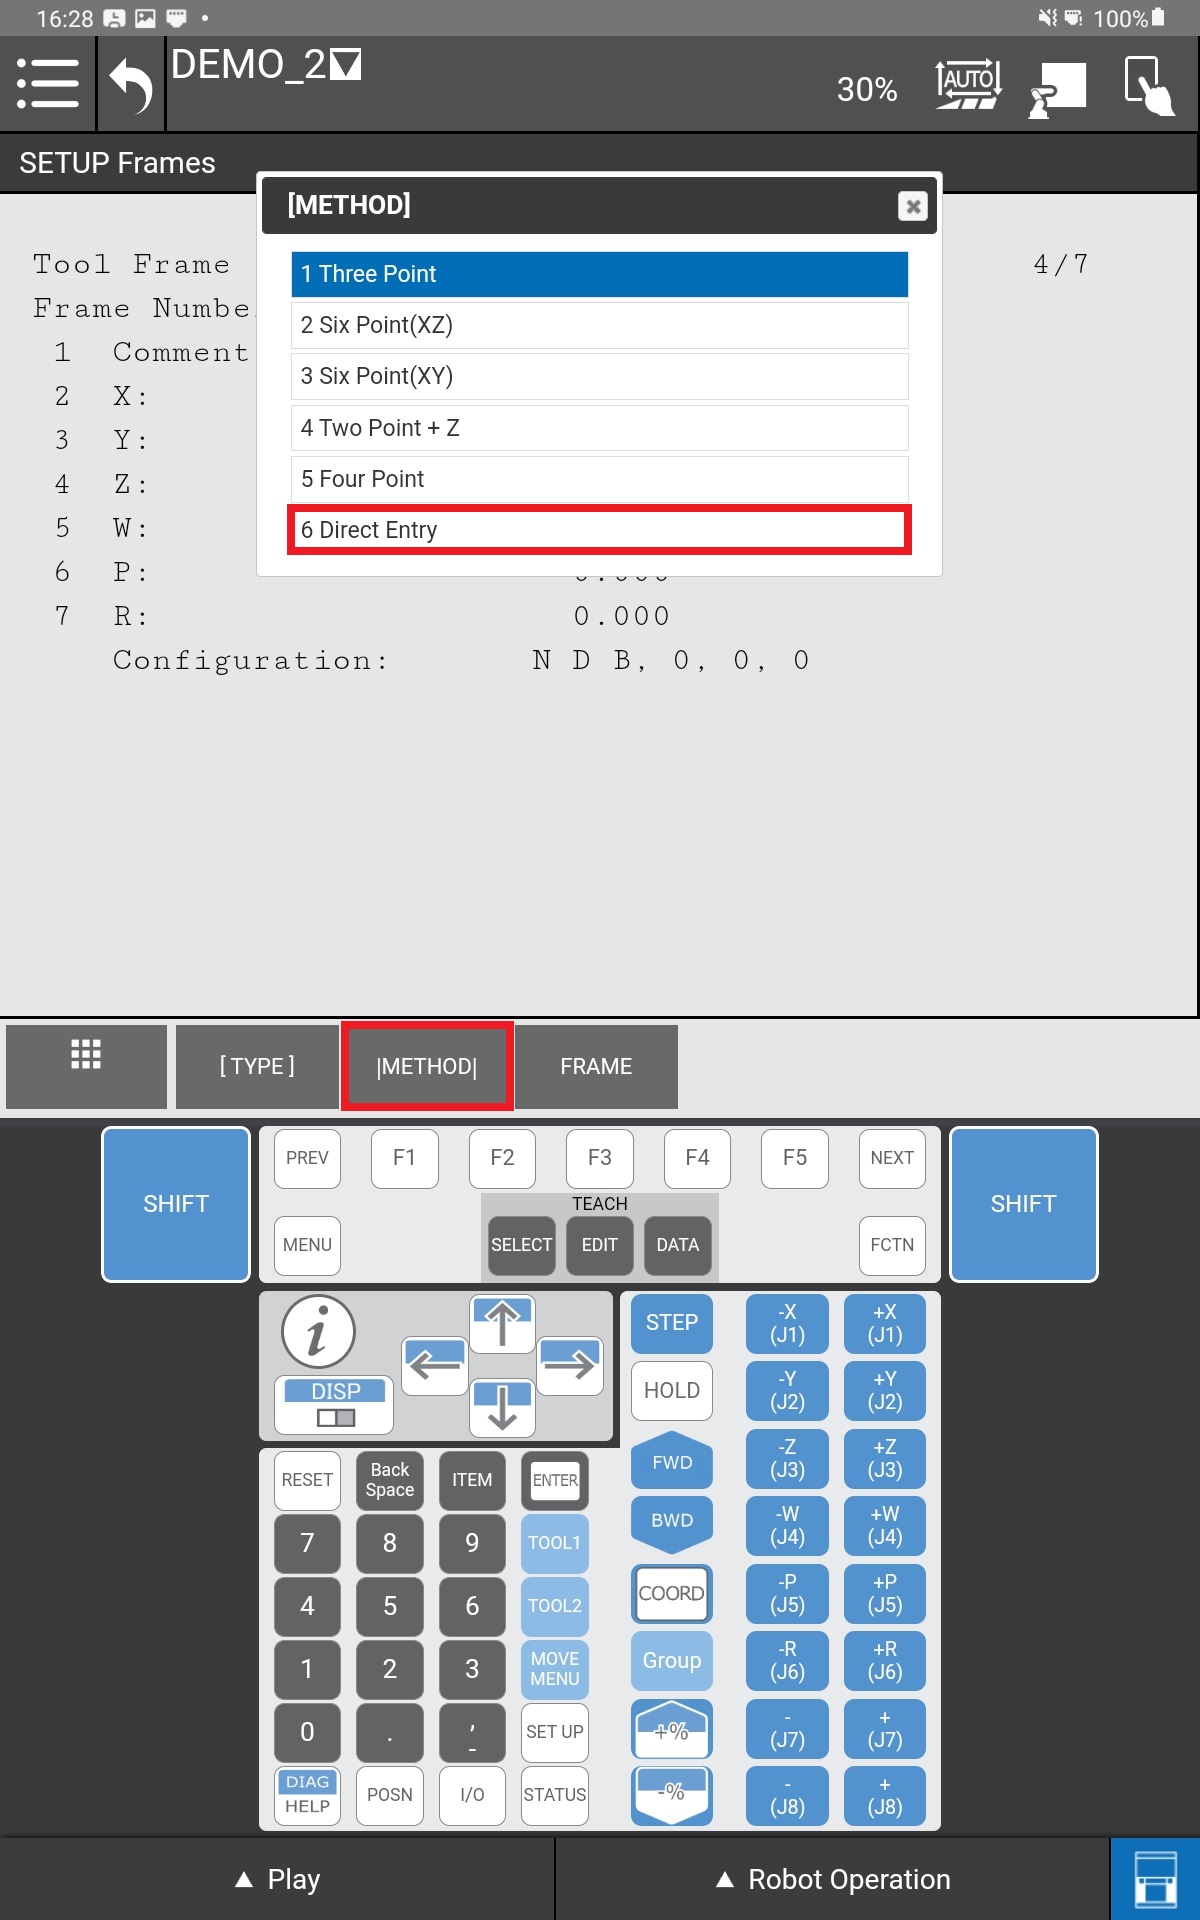 16:28
100%
DEMO_2
30%
AUTO
SETUP Frames
[METHOD]
Tool Frame
4/7
Frame Numbe
1 Comment
2 X:
3 Y:
4 Z:
5 W:
6 P:
7 R: 0.000
Configuration: N D B, 0, 0, 0
1 Three Point
2 Six Point(XZ)
3 Six Point(XY)
4 Two Point + Z
5 Four Point
6 Direct Entry
[ TYPE ]
|METHOD|
FRAME
SHIFT
PREV
F1
F2
F3
F4
F5
NEXT
SHIFT
TEACH
MENU
SELECT
EDIT
DATA
FCTN
i
DISP
STEP
-X
(J1)
+X
(J1)
HOLD
-Y
(J2)
+Y
(J2)
FWD
-Z
(J3)
+Z
(J3)
RESET
Back
Space
ITEM
ENTER
BWD
-W
(J4)
+W
(J4)
7
8
9
TOOL1
COORD
-P
(J5)
+P
(J5)
4
5
6
TOOL2
Group
-R
(J6)
+R
(J6)
1
2
3
MOVE
MENU
+%
-
(J7)
+
(J7)
0
.
,
-
SET UP
-%
-
(J8)
+
(J8)
DIAG
HELP
POSN
I/O
STATUS
▲ Play
▲ Robot Operation